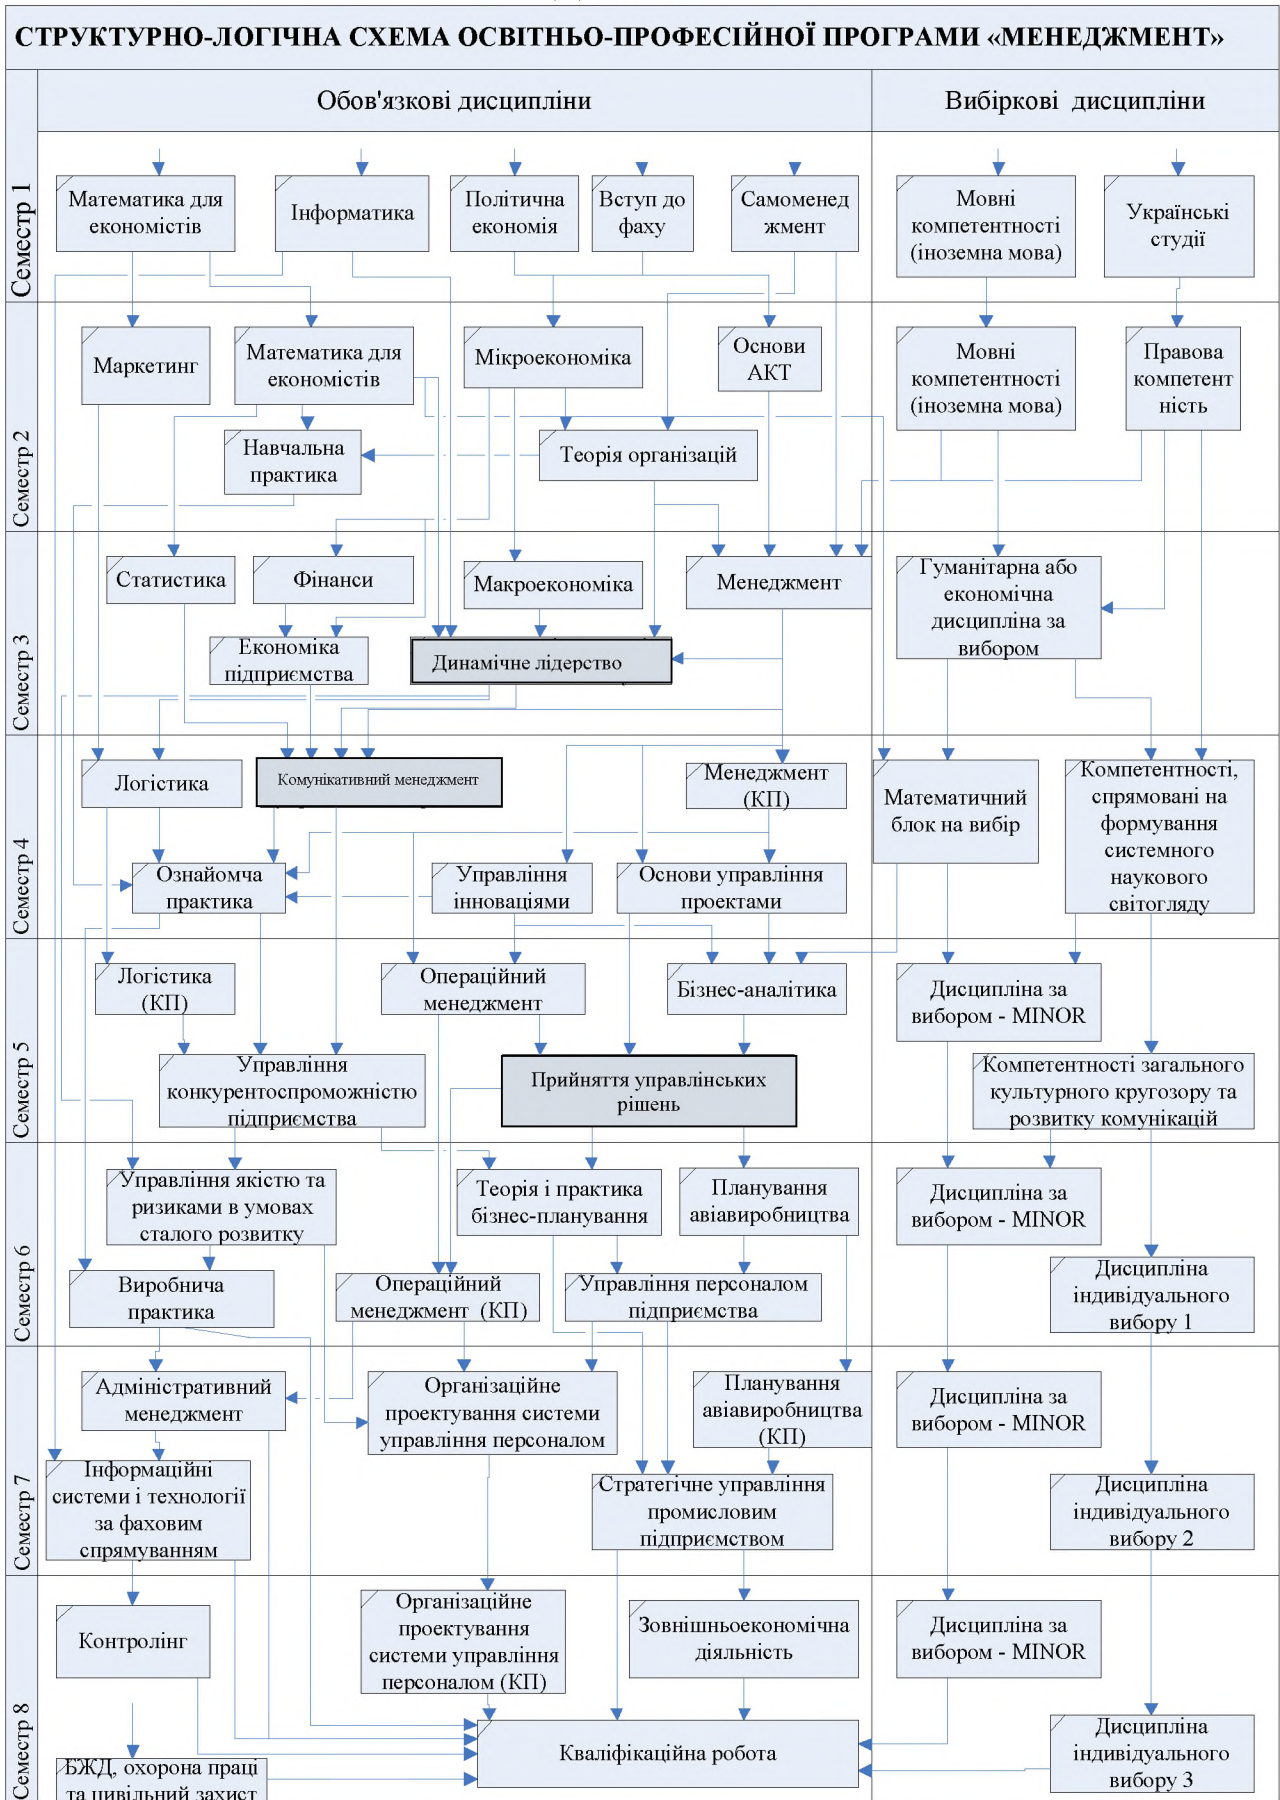 СТРУКТУРНО-ЛОГІЧНА СХЕМА ОСВІТНЬО-ПРОФЕСІЙНОЇ ПРОГРАМИ «МЕНЕДЖМЕНТ»
Обов'язкові дисципліни
Вибіркові дисципліни
Семестр 1
Математика для
економістів
Інформатика
Політична
економія
Вступ до
фаху
Самоменед
жмент
Мовні
компетентності
(іноземна мова)
Українські
студії
Семестр 2
Маркетинг
Математика для
економістів
Мікроекономіка
Основи
АКТ
Мовні
компетентності
(іноземна мова)
Правова
компетент
ність
Навчальна
практика
Теорія організацій
Семестр 3
Статистика
Фінанси
Макроекономіка
Менеджмент
Гуманітарна або
економічна
дисципліна за
вибором
Економіка
підприємства
Динамічне лідерство
Семестр 4
Логістика
Комунікативний менеджмент
Менеджмент
(КП)
Математичний
блок на вибір
Компетентності,
спрямовані на
формування
системного
наукового
світогляду
Ознайомча
практика
Управління
інноваціями
Основи управління
проектами
Семестр 5
Логістика
(КП)
Операційний
менеджмент
Бізнес-аналітика
Дисципліна за
вибором - MINOR
Управління
конкурентоспроможністю
підприємства
Прийняття управлінських
рішень
Компетентності загального
культурного кругозору та
розвитку комунікацій
Семестр 6
Управління якістю та
ризиками в умовах
сталого розвитку
Теорія і практика
бізнес-планування
Планування
авіавиробництва
Дисципліна за
вибором - MINOR
Виробнича
практика
Операційний
менеджмент (КП)
Управління персоналом
підприємства
Дисципліна
індивідуального
вибору 1
Семестр 7
Адміністративний
менеджмент
Організаційне
проектування системи
управління персоналом
Планування
авіавиробництва
(КП)
Дисципліна за
вибором - MINOR
Інформаційні
системи і технології
за фаховим
спрямуванням
Стратегічне управління
промисловим
підприємством
Дисципліна
індивідуального
вибору 2
Семестр 8
Контролінг
Організаційне
проектування
системи управління
персоналом (КП)
Зовнішньоекономічна
діяльність
Дисципліна за
вибором - MINOR
БЖД, охорона праці
та цивільний захист
Кваліфікаційна робота
Дисципліна
індивідуального
вибору 3